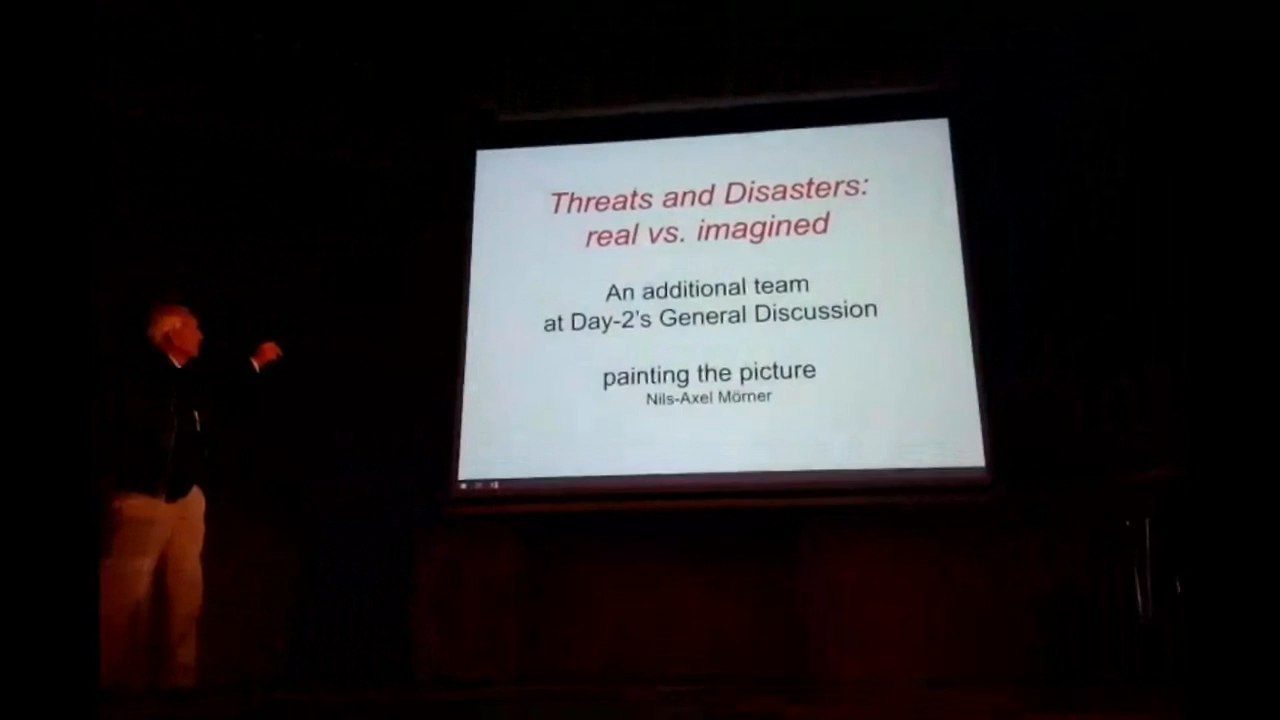 Threats and Disasters:
real vs. imagined
An additional team
at Day-2's General Discussion
painting the picture
Nils-Axel Mörner